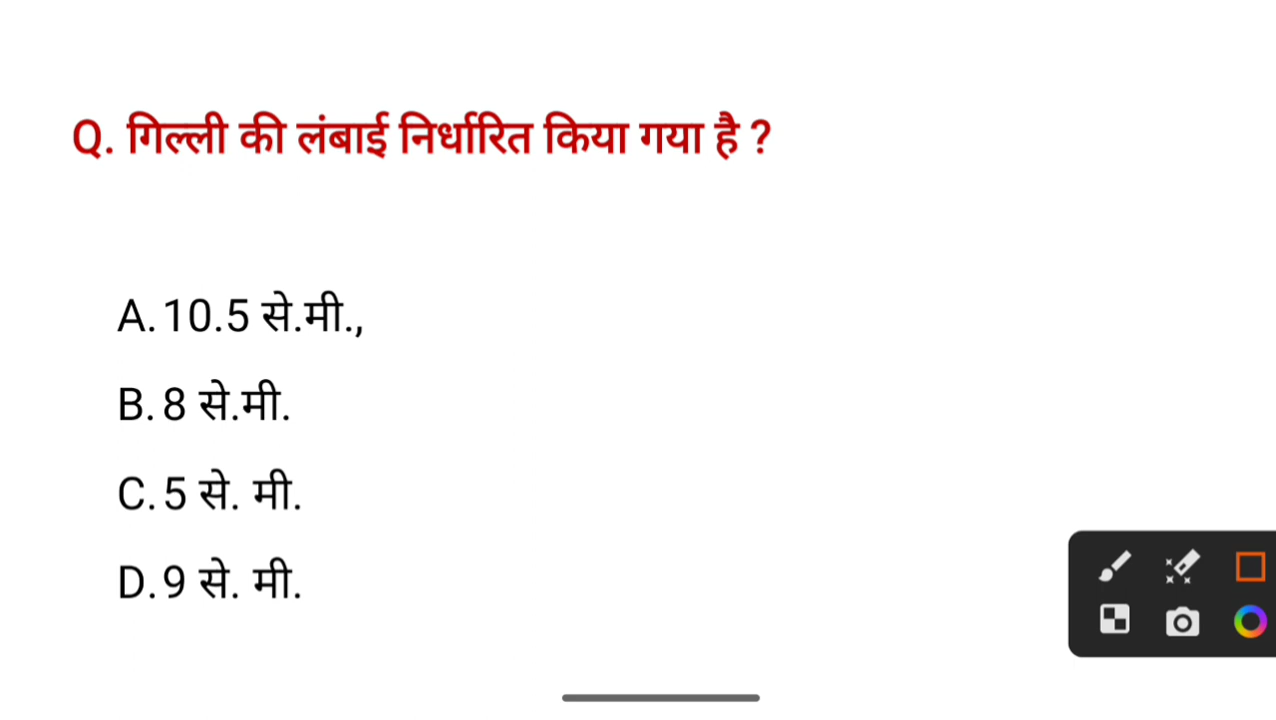 Q. गिल्ली की लंबाई निर्धारित किया गया है ?
A. 10.5 से.मी.,
B. 8 से.मी.
C. 5 से. मी.
D. 9 से. मी.